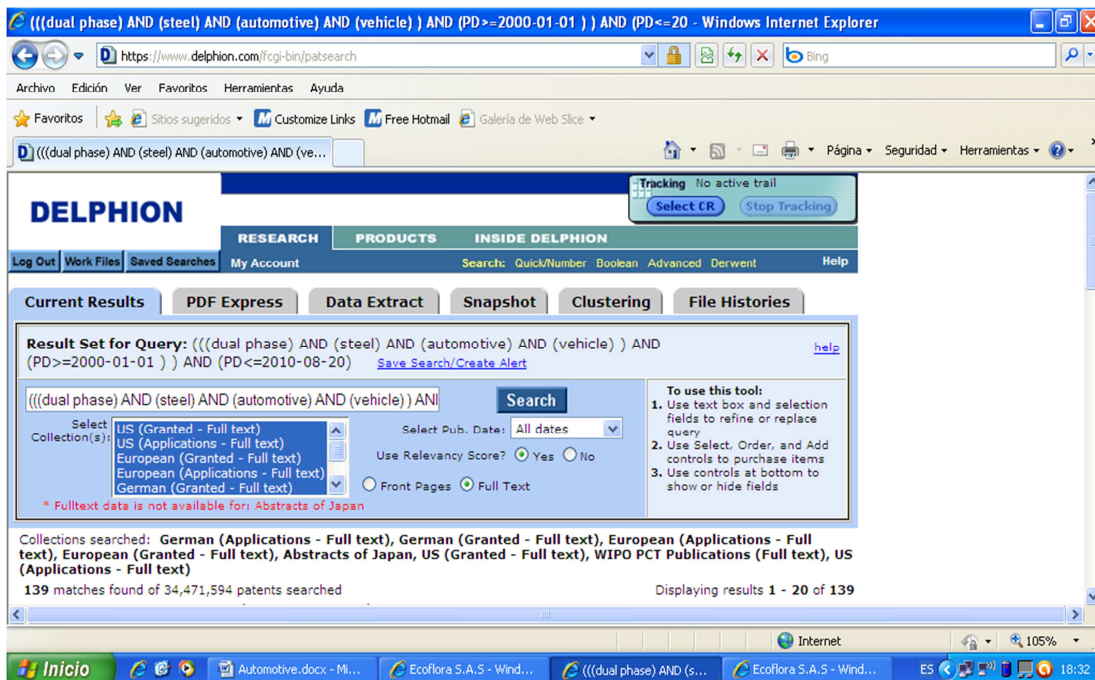 (((dual phase) AND (steel) AND (automotive) AND (vehicle) ) AND (PD>=2000-01-01 ) ) AND (PD<=20 - Windows Internet Explorer
https://www.delphion.com/fcgi-bin/patsearch
Bing
Archivo Edición Ver Favoritos Herramientas Ayuda
Favoritos Sitios sugeridos Customize Links Free Hotmail Galería de Web Slice
(((dual phase) AND (steel) AND (automotive) AND (ve...
Página Seguridad Herramientas
Tracking No active trail
DELPHION
Select CR Stop Tracking
RESEARCH PRODUCTS INSIDE DELPHION
Log Out Work Files Saved Searches My Account Search: Quick/Number Boolean Advanced Derwent Help
Current Results PDF Express Data Extract Snapshot Clustering File Histories
Result Set for Query: (((dual phase) AND (steel) AND (automotive) AND (vehicle) ) AND
(PD>=2000-01-01 ) ) AND (PD<=2010-08-20) Save Search/Create Alert
help
(((dual phase) AND (steel) AND (automotive) AND (vehicle) ) ANI
Search
Select
Collection(s):
US (Granted - Full text)
US (Applications - Full text)
European (Granted - Full text)
European (Applications - Full text)
German (Granted - Full text)
Select Pub. Date: All dates
Use Relevancy Score? Yes No
Front Pages Full Text
* Fulltext data is not available for: Abstracts of Japan
To use this tool:
1. Use text box and selection
fields to refine or replace
query
2. Use Select, Order, and Add
controls to purchase items
3. Use controls at bottom to
show or hide fields
Collections searched: German (Applications - Full text), German (Granted - Full text), European (Applications - Full
text), European (Granted - Full text), Abstracts of Japan, US (Granted - Full text), WIPO PCT Publications (Full text), US
(Applications - Full text)
139 matches found of 34,471,594 patents searched
Displaying results 1 - 20 of 139
Internet
105%
Inicio
Automotive.docx - Mi...
Ecoflora S.A.S - Wind...
(((dual phase) AND (s...
Ecoflora S.A.S - Wind...
ES
18:32